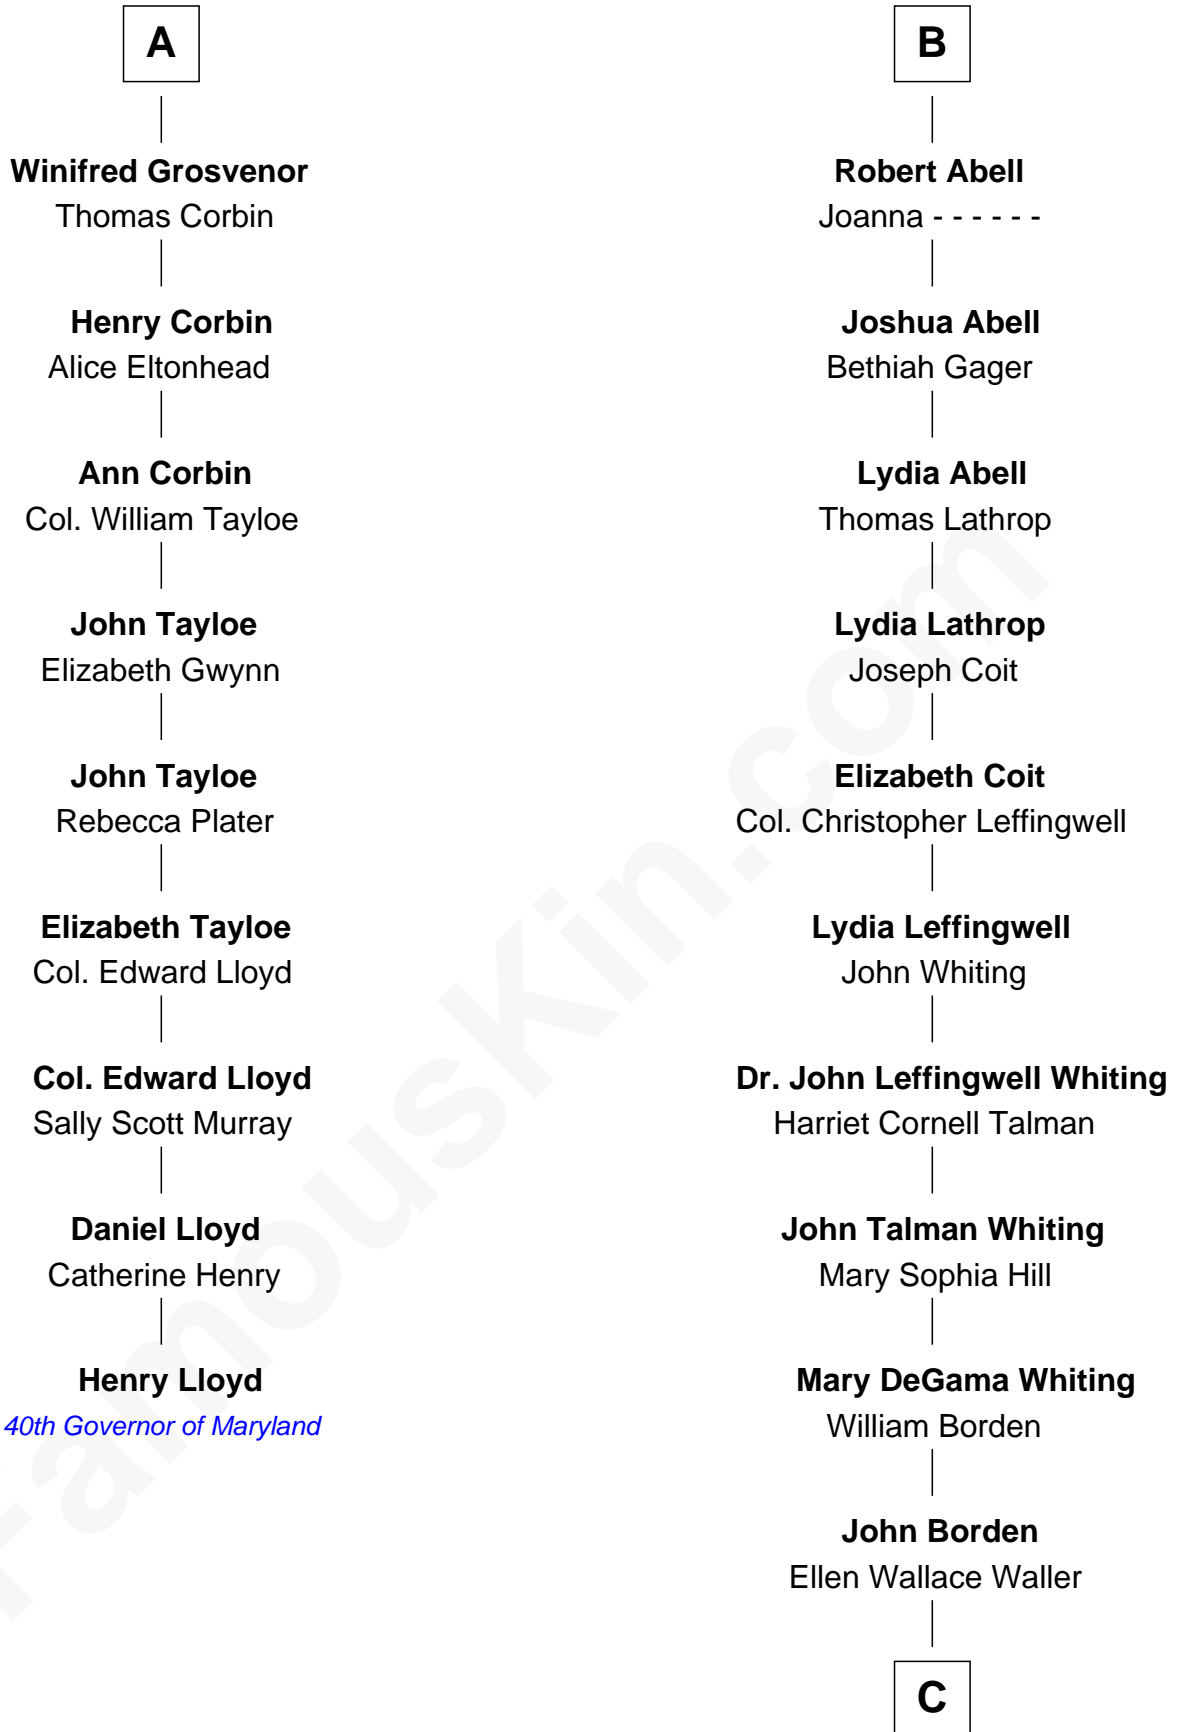 A
Winifred Grosvenor
Thomas Corbin
Henry Corbin
Alice Eltonhead
Ann Corbin
Col. William Tayloe
John Tayloe
Elizabeth Gwynn
John Tayloe
Rebecca Plater
Elizabeth Tayloe
Col. Edward Lloyd
Col. Edward Lloyd
Sally Scott Murray
Daniel Lloyd
Catherine Henry
Henry Lloyd
40th Governor of Maryland
B
Robert Abell
Joanna - - - - - -
Joshua Abell
Bethiah Gager
Lydia Abell
Thomas Lathrop
Lydia Lathrop
Joseph Coit
Elizabeth Coit
Col. Christopher Leffingwell
Lydia Leffingwell
John Whiting
Dr. John Leffingwell Whiting
Harriet Cornell Talman
John Talman Whiting
Mary Sophia Hill
Mary DeGama Whiting
William Borden
John Borden
Ellen Wallace Waller
C
FamousKin.com